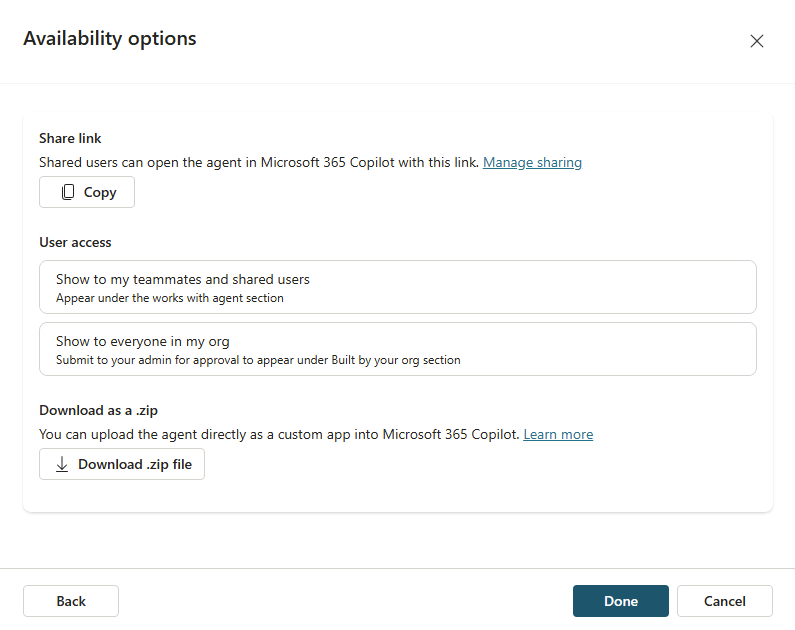 Availability options
Share link
Shared users can open the agent in Microsoft 365 Copilot with this link. Manage sharing
Copy
User access
Show to my teammates and shared users
Appear under the works with agent section
Show to everyone in my org
Submit to your admin for approval to appear under Built by your org section
Download as a .zip
You can upload the agent directly as a custom app into Microsoft 365 Copilot. Learn more
Download .zip file
Back
Done
Cancel